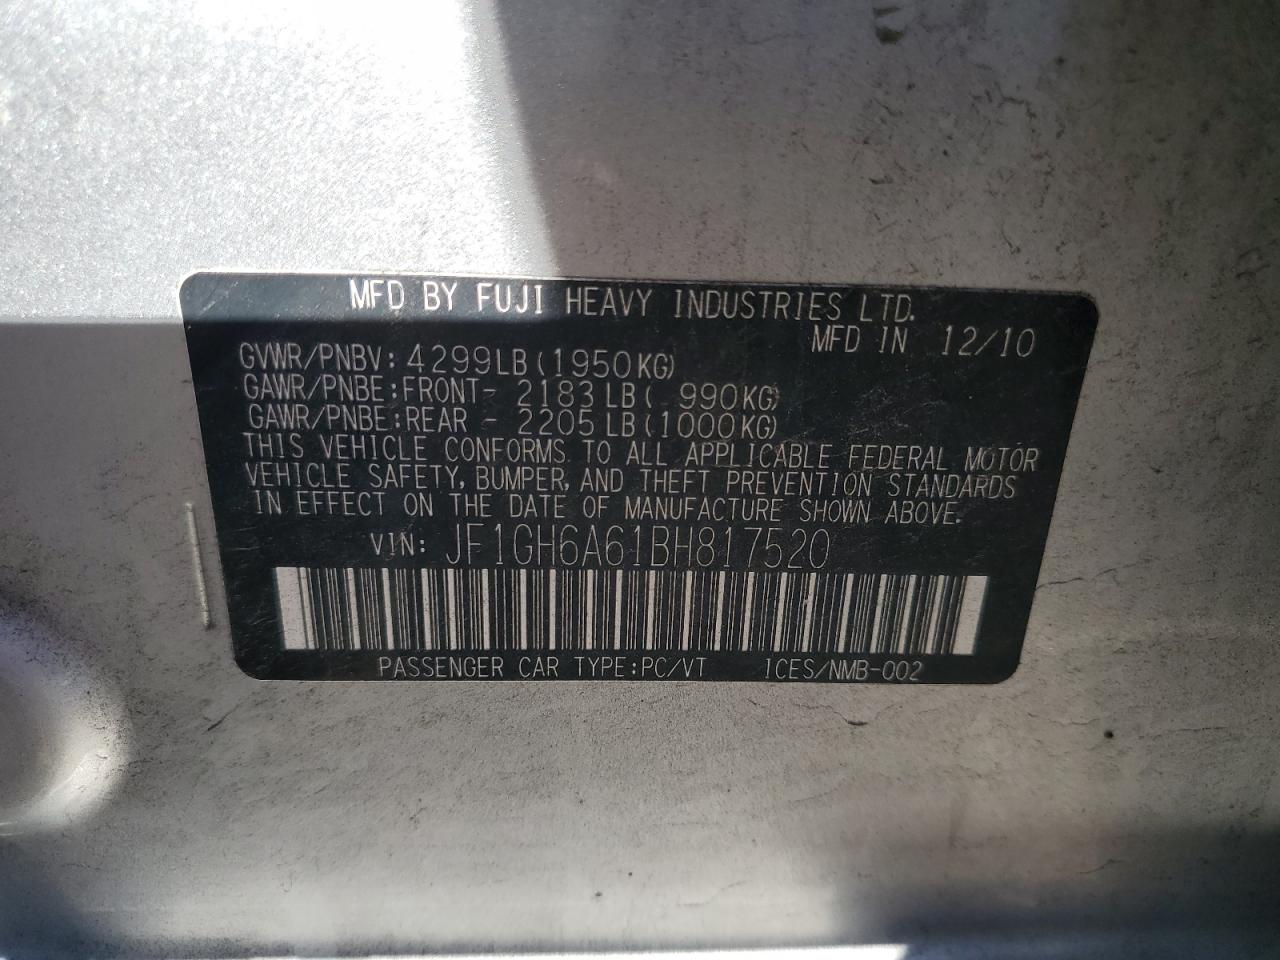 MFD BY FUJI HEAVY INDUSTRIES LTD.
MFD IN 12/10
GVWR/PNBV: 4299LB(1950KG)
GAWR/PNBE:FRONT- 2183LB( 990KG)
GAWR/PNBE:REAR - 2205LB(1000KG)
THIS VEHICLE CONFORMS TO ALL APPLICABLE FEDERAL MOTOR
VEHICLE SAFETY, BUMPER, AND THEFT PREVENTION STANDARDS
IN EFFECT ON THE DATE OF MANUFACTURE SHOWN ABOVE.
VIN: JF1GH6A61BH817520
PASSENGER CAR TYPE:PC/VT ICES/NMB-002